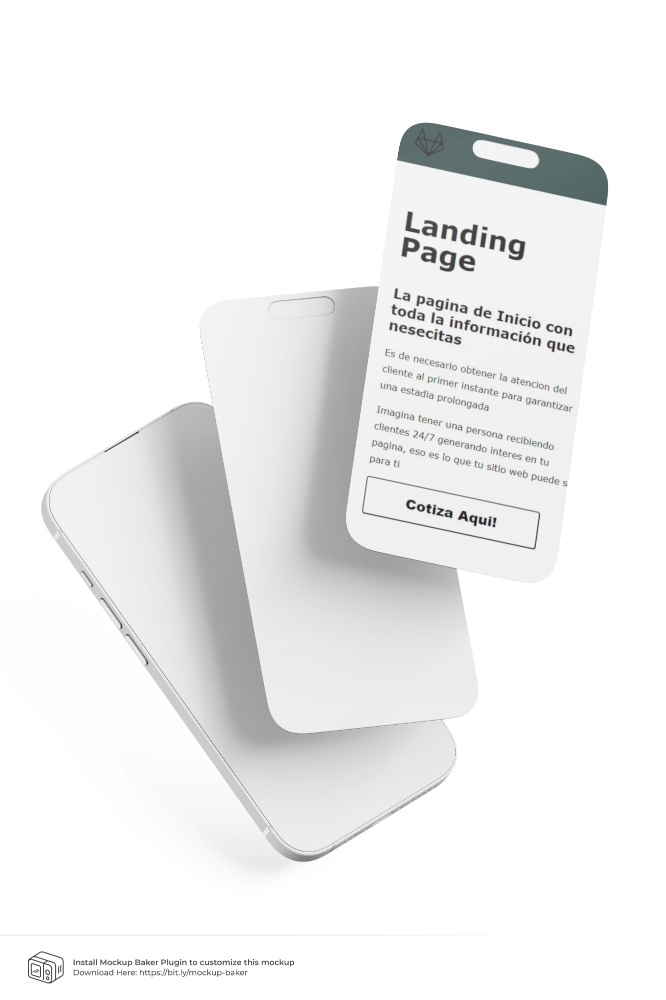 Landing
Page
La pagina de Inicio con
toda la información que
nesecitas
Es de necesario obtener la atencion del
cliente al primer instante para garantizar
una estadia prolongada
Imagina tener una persona recibiendo
clientes 24/7 generando interes en tu
pagina, eso es lo que tu sitio web puede s
para ti
Cotiza Aqui!
Install Mockup Baker Plugin to customize this mockup
Download Here: https://bit.ly/mockup-baker